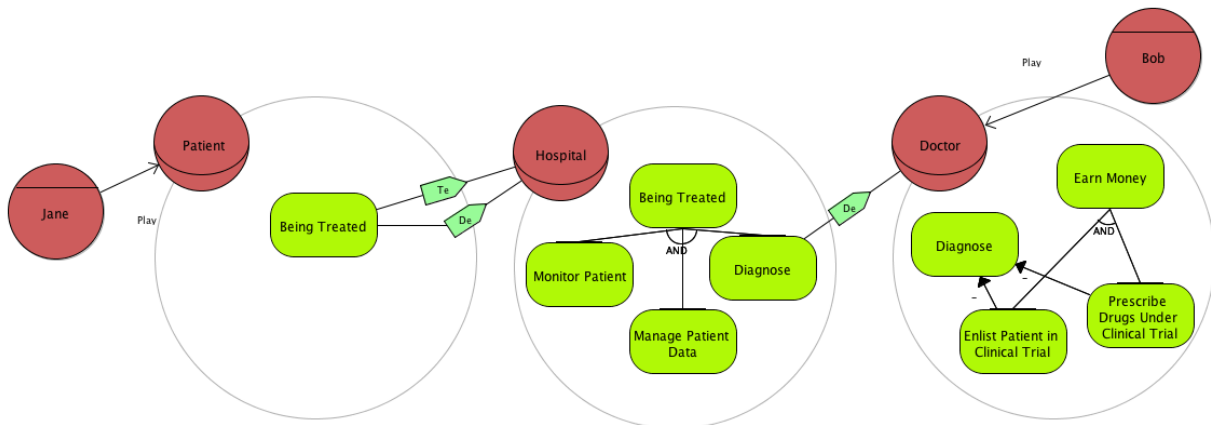 Bob
Play
Patient
Doctor
Hospital
Earn Money
Te
Being Treated
De
Jane
Play
Being Treated
De
AND
Diagnose
AND
Monitor Patient
Diagnose
-
-
Prescribe
Drugs Under
Clinical Trial
Manage Patient
Data
Enlist Patient in
Clinical Trial